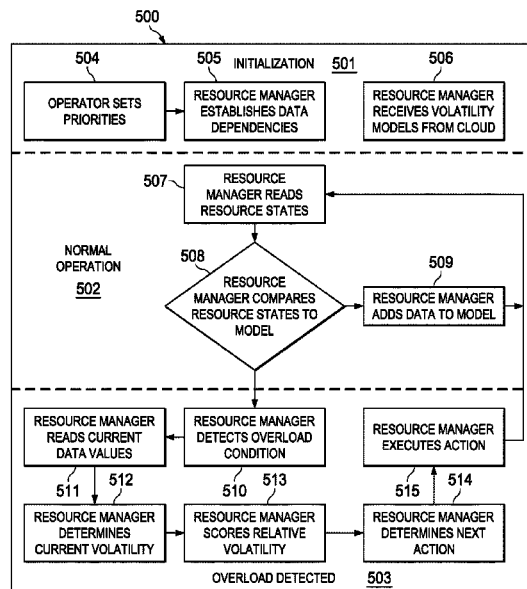 500
504
505
INITIALIZATION 501
506
OPERATOR SETS
PRIORITIES
RESOURCE MANAGER
ESTABLISHES DATA
DEPENDENCIES
RESOURCE MANAGER
RECEIVES VOLATILITY
MODELS FROM CLOUD
507
RESOURCE
MANAGER READS
RESOURCE STATES
NORMAL
OPERATION
502
508
RESOURCE
MANAGER COMPARES
RESOURCE STATES TO
MODEL
509
RESOURCE MANAGER
ADDS DATA TO MODEL
RESOURCE MANAGER
READS CURRENT
DATA VALUES
RESOURCE MANAGER
DETECTS OVERLOAD
CONDITION
RESOURCE MANAGER
EXECUTES ACTION
511
512
510
513
515
514
RESOURCE MANAGER
DETERMINES
CURRENT VOLATILITY
RESOURCE MANAGER
SCORES RELATIVE
VOLATILITY
RESOURCE MANAGER
DETERMINES NEXT
ACTION
OVERLOAD DETECTED 503